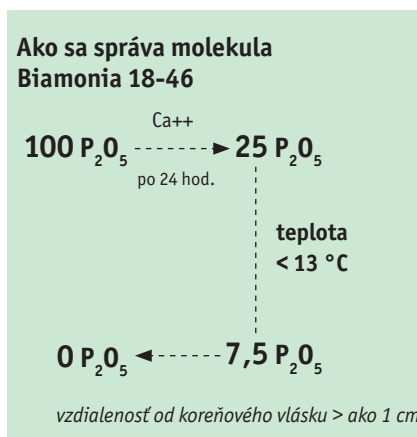 Ako sa správa molekula
Biamonia 18-46
Ca++
100 P₂O₅ 25 P₂O₅
po 24 hod.
teplota
< 13 °C
0 P₂O₅ 7,5 P₂O₅
vzdialenosť od koreňového vlásku > ako 1 cm